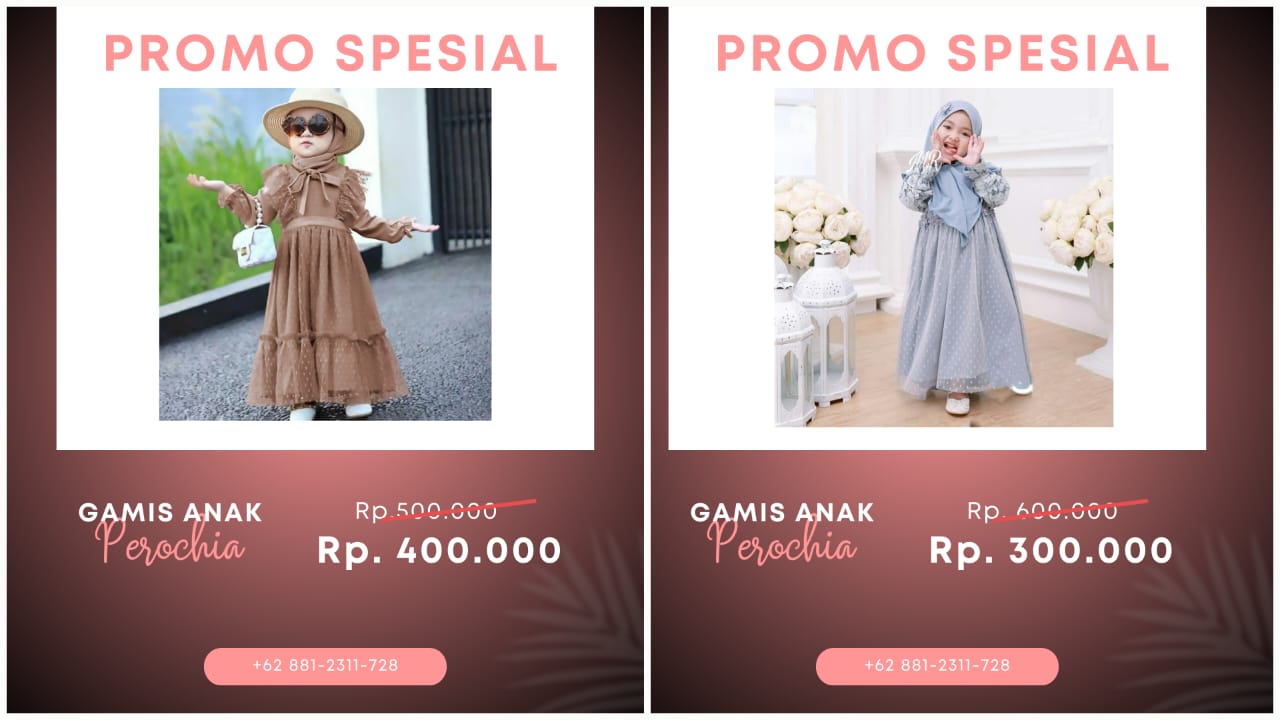 PROMO SPESIAL
GAMIS ANAK
Perochia
Rp.500.000
Rp. 400.000
+62 881-2311-728
PROMO SPESIAL
GAMIS ANAK
Perochia
Rp. 600.000
Rp. 300.000
+62 881-2311-728